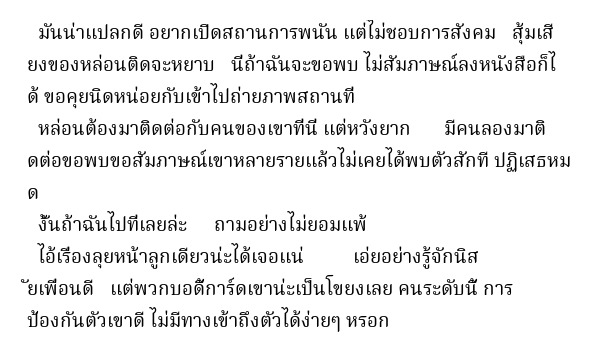 มันน่าแปลกดี อยากเปิดสถานการพนัน แต่ไม่ชอบการสังคม สุ้มเสี
ยงของหล่อนติดจะหยาบ นี่ถ้าฉันจะขอพบ ไม่สัมภาษณ์ลงหนังสือก็ไ
ด้ ขอคุยนิดหน่อยกับเข้าไปถ่ายภาพสถานที่
หล่อนต้องมาติดต่อกับคนของเขาที่นี่ แต่หวังยาก มีคนลองมาติ
ดต่อขอพบขอสัมภาษณ์เขาหลายรายแล้วไม่เคยได้พบตัวสักที ปฏิเสธหม
ด
งั้นถ้าฉันไปที่เลยล่ะ ถามอย่างไม่ยอมแพ้
ไอ้เรื่องลุยหน้าลูกเดียวน่ะได้เจอแน่ เอ่ยอย่างรู้จักนิส
ัยเพื่อนดี แต่พวกบอดี้การ์ดเขาน่ะเป็นโขยงเลย คนระดับนี้ การ
ป้องกันตัวเขาดี ไม่มีทางเข้าถึงตัวได้ง่ายๆ หรอก